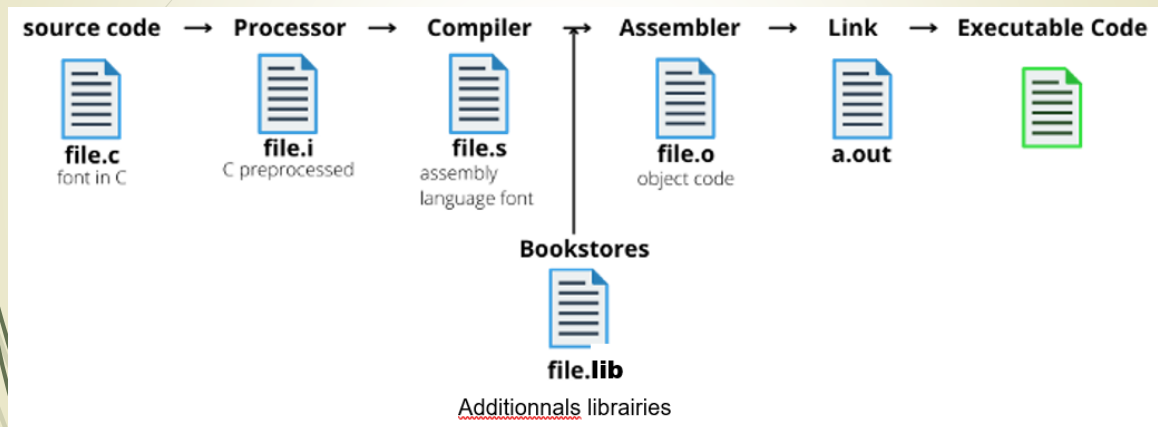 source code → Processor → Compiler → Assembler → Link → Executable Code
file.c
font in C
file.i
C preprocessed
file.s
assembly
language font
file.o
object code
a.out
Bookstores
file.lib
Additionnals librairies